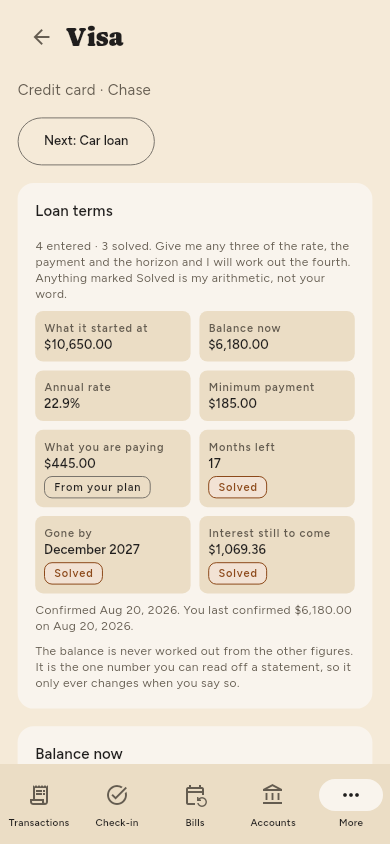 Visa
Credit card · Chase
Next: Car loan
Loan terms
4 entered · 3 solved. Give me any three of the rate, the
payment and the horizon and I will work out the fourth.
Anything marked Solved is my arithmetic, not your
word.
What it started at
$10,650.00
Balance now
$6,180.00
Annual rate
22.9%
Minimum payment
$185.00
What you are paying
$445.00
From your plan
Months left
17
Solved
Gone by
December 2027
Solved
Interest still to come
$1,069.36
Solved
Confirmed Aug 20, 2026. You last confirmed $6,180.00
on Aug 20, 2026.
The balance is never worked out from the other figures.
It is the one number you can read off a statement, so it
only ever changes when you say so.
Balance now
Transactions
Check-in
Bills
Accounts
More